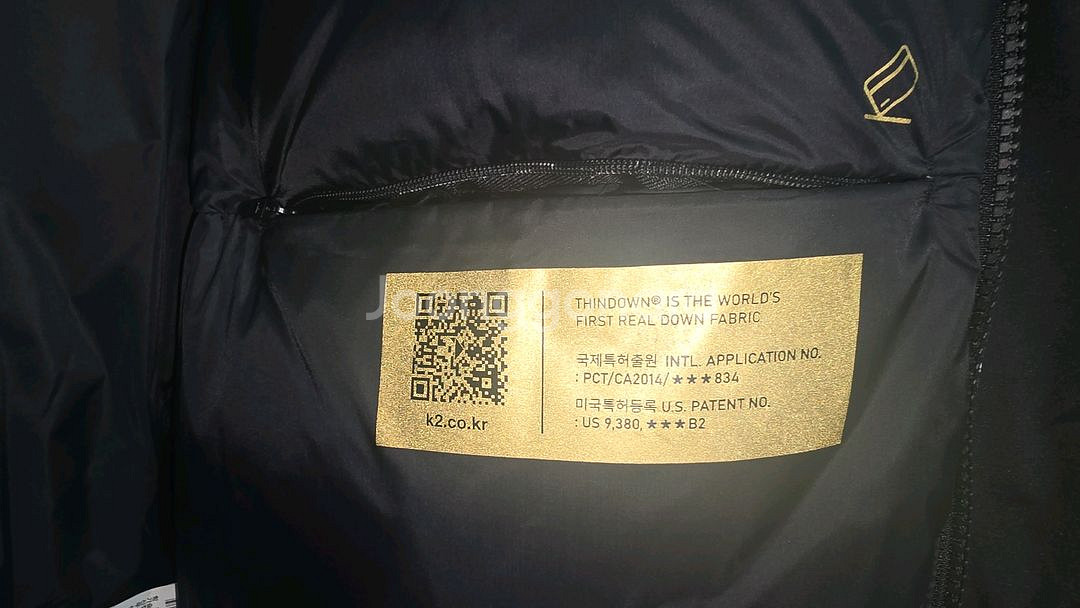 THINDOWN® IS THE WORLD'S
FIRST REAL DOWN FABRIC
국제특허출원 INTL. APPLICATION NO.
: PCT/CA2014/★★★834
미국특허등록 U.S. PATENT NO.
: US 9,380,★★★B2
k2.co.kr